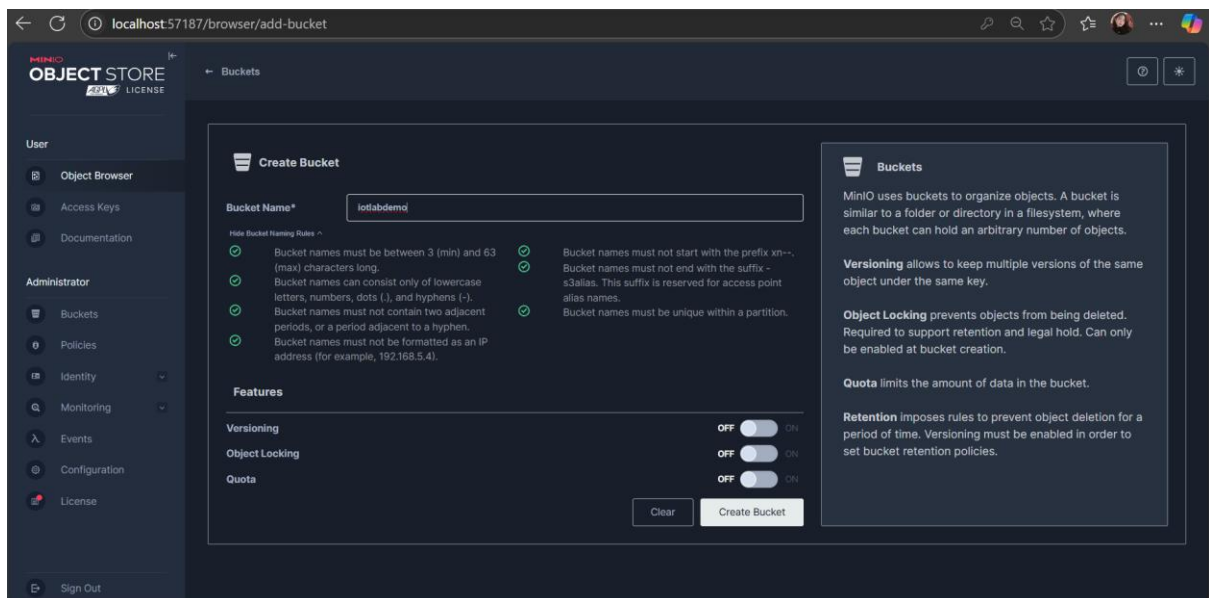 localhost:57187/browser/add-bucket
MINIO
OBJECT STORE
AGPL LICENSE
← Buckets
User
Object Browser
Access Keys
Documentation
Administrator
Buckets
Policies
Identity
Monitoring
Events
Configuration
License
Sign Out
Create Bucket
Bucket Name*
iotlabdemo
Hide Bucket Naming Rules
Bucket names must be between 3 (min) and 63
(max) characters long.
Bucket names can consist only of lowercase
letters, numbers, dots (.), and hyphens (-).
Bucket names must not contain two adjacent
periods, or a period adjacent to a hyphen.
Bucket names must not be formatted as an IP
address (for example, 192.168.5.4).
Bucket names must not start with the prefix xn--.
Bucket names must not end with the suffix -
s3alias. This suffix is reserved for access point
alias names.
Bucket names must be unique within a partition.
Features
Versioning
OFF ON
Object Locking
OFF ON
Quota
OFF ON
Clear
Create Bucket
Buckets
MinIO uses buckets to organize objects. A bucket is
similar to a folder or directory in a filesystem, where
each bucket can hold an arbitrary number of objects.
Versioning allows to keep multiple versions of the same
object under the same key.
Object Locking prevents objects from being deleted.
Required to support retention and legal hold. Can only
be enabled at bucket creation.
Quota limits the amount of data in the bucket.
Retention imposes rules to prevent object deletion for a
period of time. Versioning must be enabled in order to
set bucket retention policies.